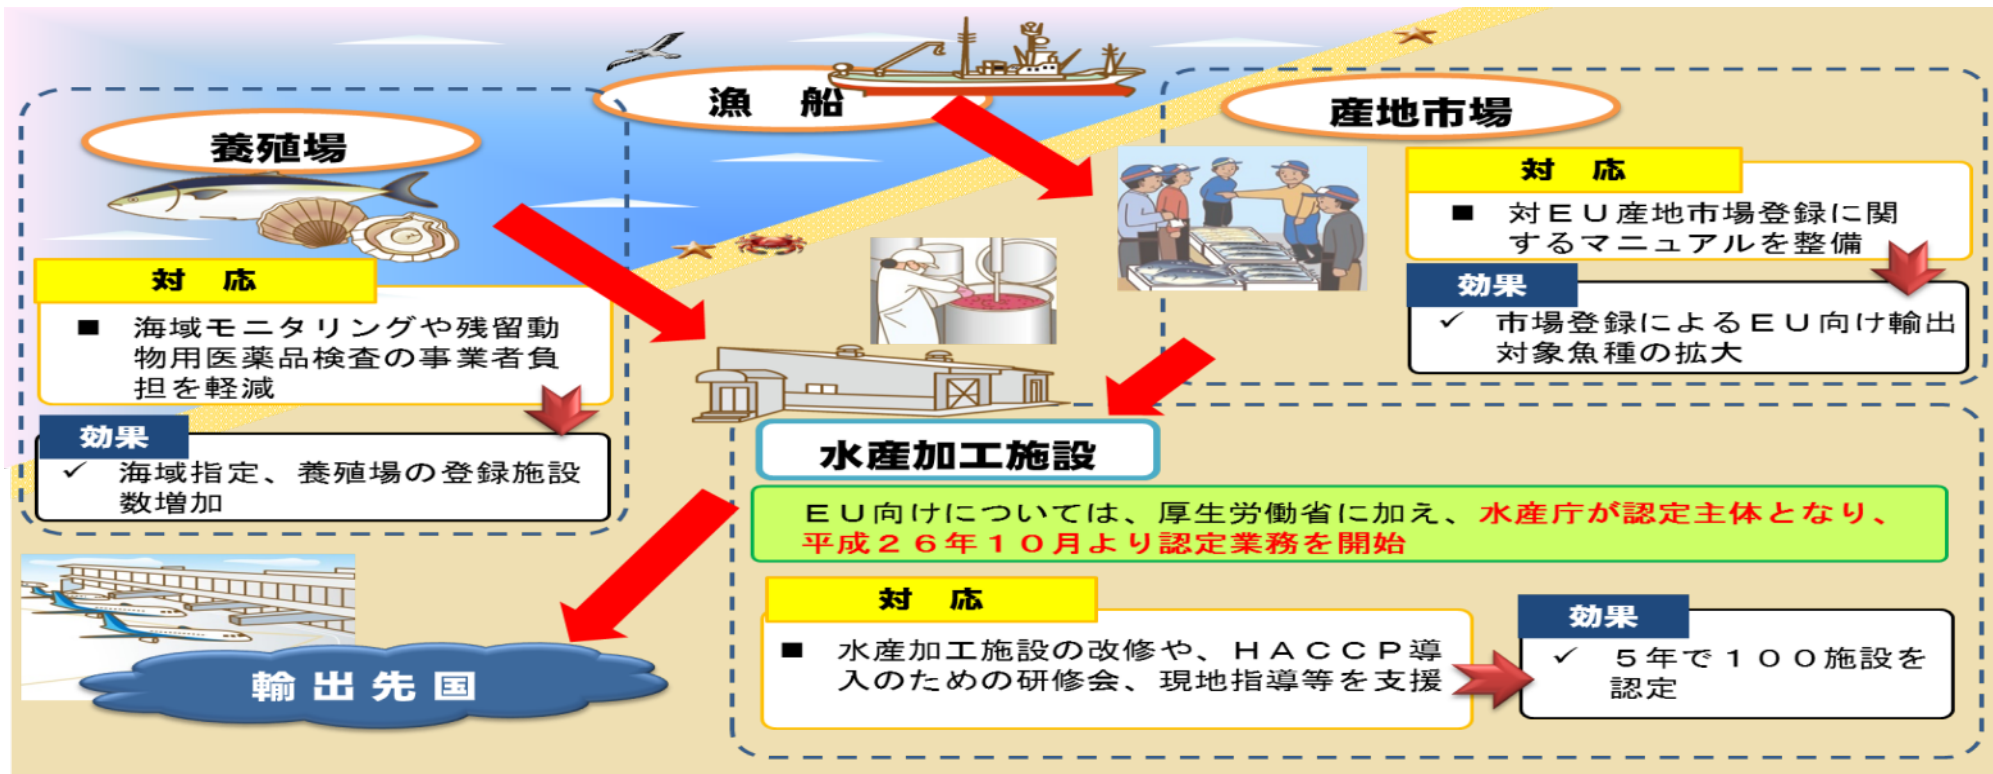 漁　船
養殖場
対　応
■ 海域モニタリングや残留動
物用医薬品検査の事業者負
担を軽減
効果
✓ 海域指定、養殖場の登録施設
数増加
産地市場
対　応
■ 対ＥＵ産地市場登録に関
するマニュアルを整備
効果
✓ 市場登録によるＥＵ向け輸出
対象魚種の拡大
水産加工施設
ＥＵ向けについては、厚生労働省に加え、水産庁が認定主体となり、
平成２６年１０月より認定業務を開始
対　応
■ 水産加工施設の改修や、ＨＡＣＣＰ導
入のための研修会、現地指導等を支援
効果
✓ ５年で１００施設を
認定
輸出先国